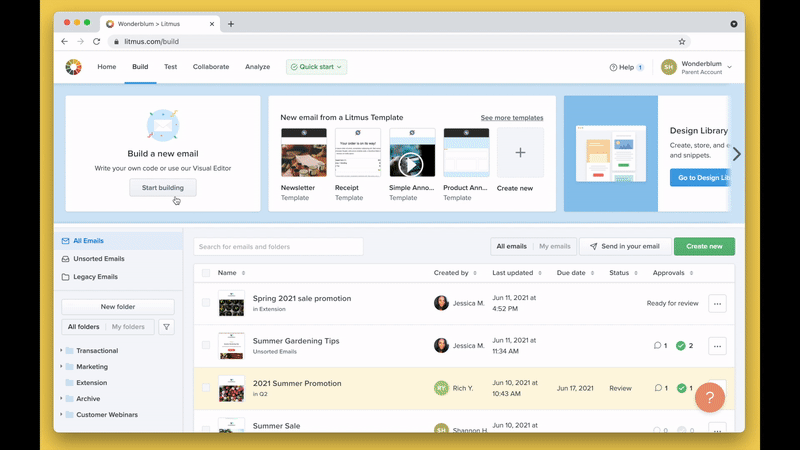 Wonderblum > Litmus
litmus.com/build
Home
Build
Test
Collaborate
Analyze
Quick start
Help
1
SH
Wonderblum
Parent Account
Build a new email
Write your own code or use our Visual Editor
Start building
New email from a Litmus Template
See more templates
Your order is on its way!
Newsletter
Template
Receipt
Template
Simple Anno...
Template
Product Ann...
Template
Create new
Design Library
Create, store, and e
and snippets.
Go to Design Lib
All Emails
Unsorted Emails
Legacy Emails
New folder
All folders
My folders
Transactional
Marketing
Extension
Archive
Customer Webinars
Search for emails and folders
All emails
My emails
Send in your email
Create new
Name
Created by
Last updated
Due date
Status
Approvals
Spring 2021 sale promotion
in Extension
Jessica M.
Jun 11, 2021 at
4:52 PM
Ready for review
Summer Gardening Tips
Unsorted Emails
Jessica M.
Jun 11, 2021 at
11:34 AM
1
2
2021 Summer Promotion
in Q2
RY
Rich Y.
Jun 10, 2021 at
10:43 AM
Jun 17, 2021
Review
1
1
?
Summer Sale
SH
Shannon H.
Jun 10, 2021 at
0
0